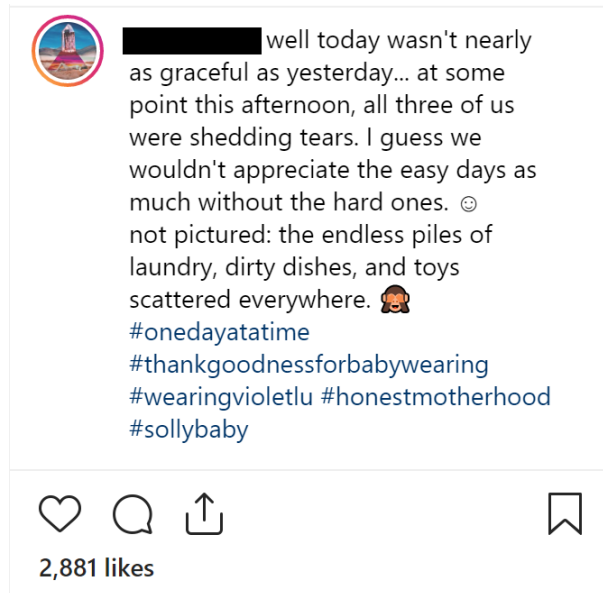 well today wasn't nearly
as graceful as yesterday... at some
point this afternoon, all three of us
were shedding tears. I guess we
wouldn't appreciate the easy days as
much without the hard ones. ☺
not pictured: the endless piles of
laundry, dirty dishes, and toys
scattered everywhere. 🙈
#onedayatatime
#thankgoodnessforbabywearing
#wearingvioletlu #honestmotherhood
#sollybaby
2,881 likes